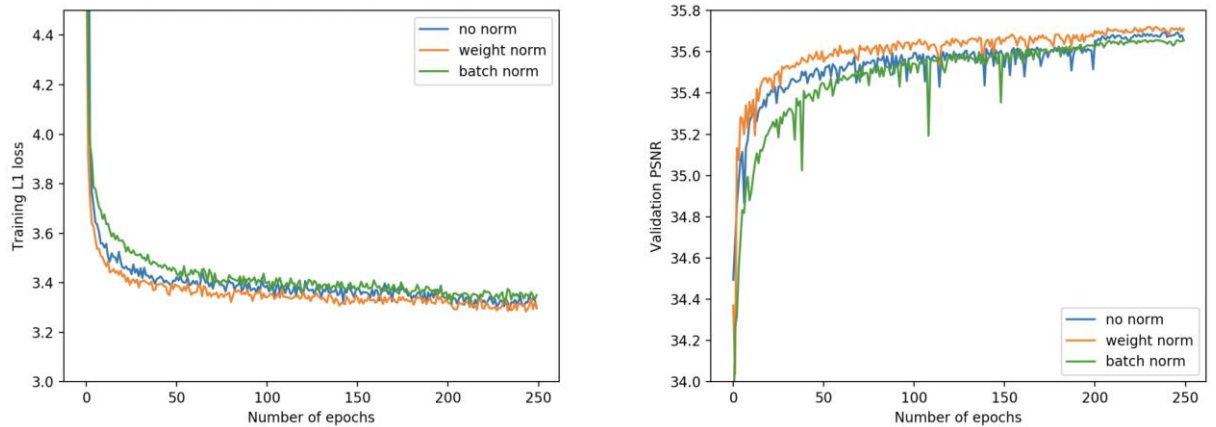 4.4
4.2
4.0
3.8
3.6
3.4
3.2
3.0
Training L1 loss
no norm
weight norm
batch norm
0 50 100 150 200 250
Number of epochs
35.8
35.6
35.4
35.2
35.0
34.8
34.6
34.4
34.2
34.0
Validation PSNR
no norm
weight norm
batch norm
0 50 100 150 200 250
Number of epochs